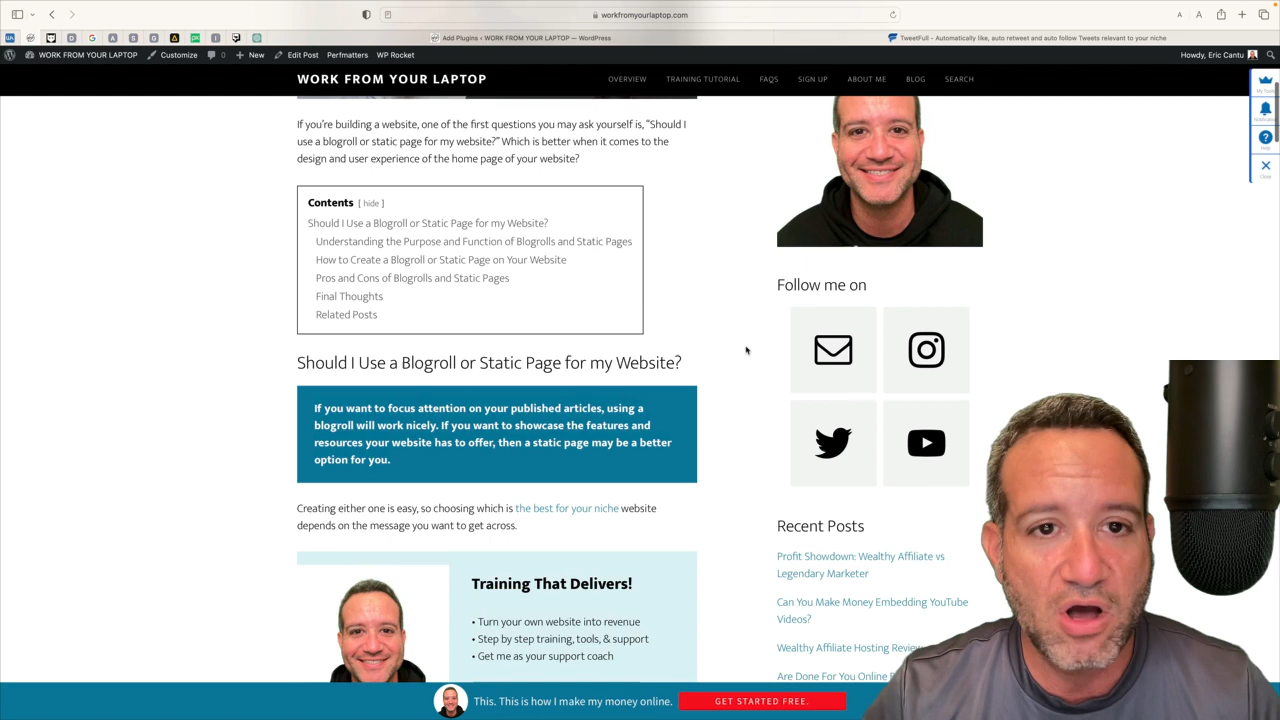 workfromyourlaptop.com
Add Plugins ‹ WORK FROM YOUR LAPTOP — WordPress
TweetFull - Automatically like, auto retweet and auto follow Tweets relevant to your niche
WORK FROM YOUR LAPTOP
Customize
0
New
Edit Post
Perfmatters
WP Rocket
Howdy, Eric Cantu
WORK FROM YOUR LAPTOP
OVERVIEW
TRAINING TUTORIAL
FAQS
SIGN UP
ABOUT ME
BLOG
SEARCH
If you're building a website, one of the first questions you may ask yourself is, “Should I
use a blogroll or static page for my website?” Which is better when it comes to the
design and user experience of the home page of your website?
Contents [ hide ]
Should I Use a Blogroll or Static Page for my Website?
Understanding the Purpose and Function of Blogrolls and Static Pages
How to Create a Blogroll or Static Page on Your Website
Pros and Cons of Blogrolls and Static Pages
Final Thoughts
Related Posts
Should I Use a Blogroll or Static Page for my Website?
If you want to focus attention on your published articles, using a
blogroll will work nicely. If you want to showcase the features and
resources your website has to offer, then a static page may be a better
option for you.
Creating either one is easy, so choosing which is the best for your niche website
depends on the message you want to get across.
Training That Delivers!
• Turn your own website into revenue
• Step by step training, tools, & support
• Get me as your support coach
Follow me on
Recent Posts
Profit Showdown: Wealthy Affiliate vs
Legendary Marketer
Can You Make Money Embedding YouTube
Videos?
Wealthy Affiliate Hosting Review
Are Done For You Online
My Tools
Notifications
Help
Close
This. This is how I make my money online.
GET STARTED FREE.